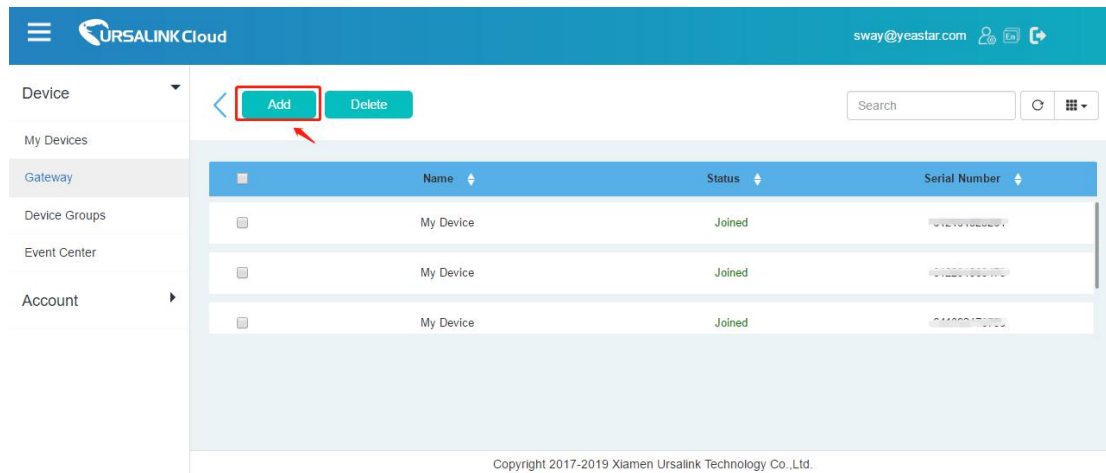 URSALINK Cloud
sway@yeastar.com
En
Device
Add
Delete
Search
My Devices
Gateway
Name
Status
Serial Number
Device Groups
My Device
Joined
Event Center
My Device
Joined
Account
My Device
Joined
Copyright 2017-2019 Xiamen Ursalink Technology Co.,Ltd.